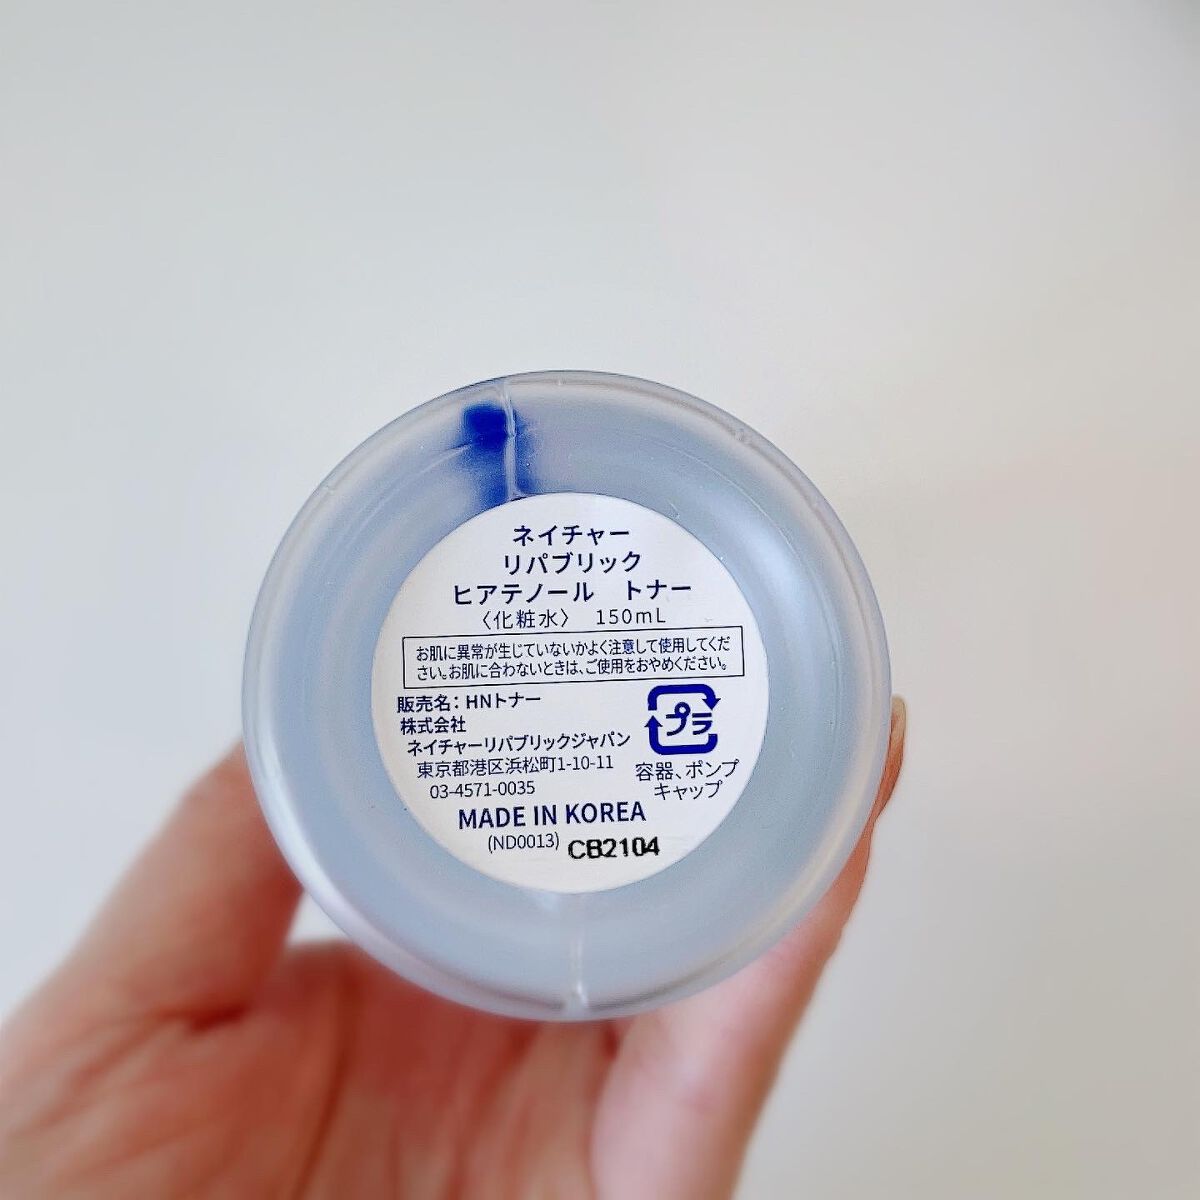 ネイチャー
リパブリック
ヒアテノール　トナー
〈化粧水〉　150mL
お肌に異常が生じていないかよく注意して使用してくだ
さい。お肌に合わないときは、ご使用をおやめください。
販売名：HNトナー
株式会社
ネイチャーリパブリックジャパン
東京都港区浜松町1-10-11
03-4571-0035
プラ
容器、ポンプ
キャップ
MADE IN KOREA
(ND0013) CB2104